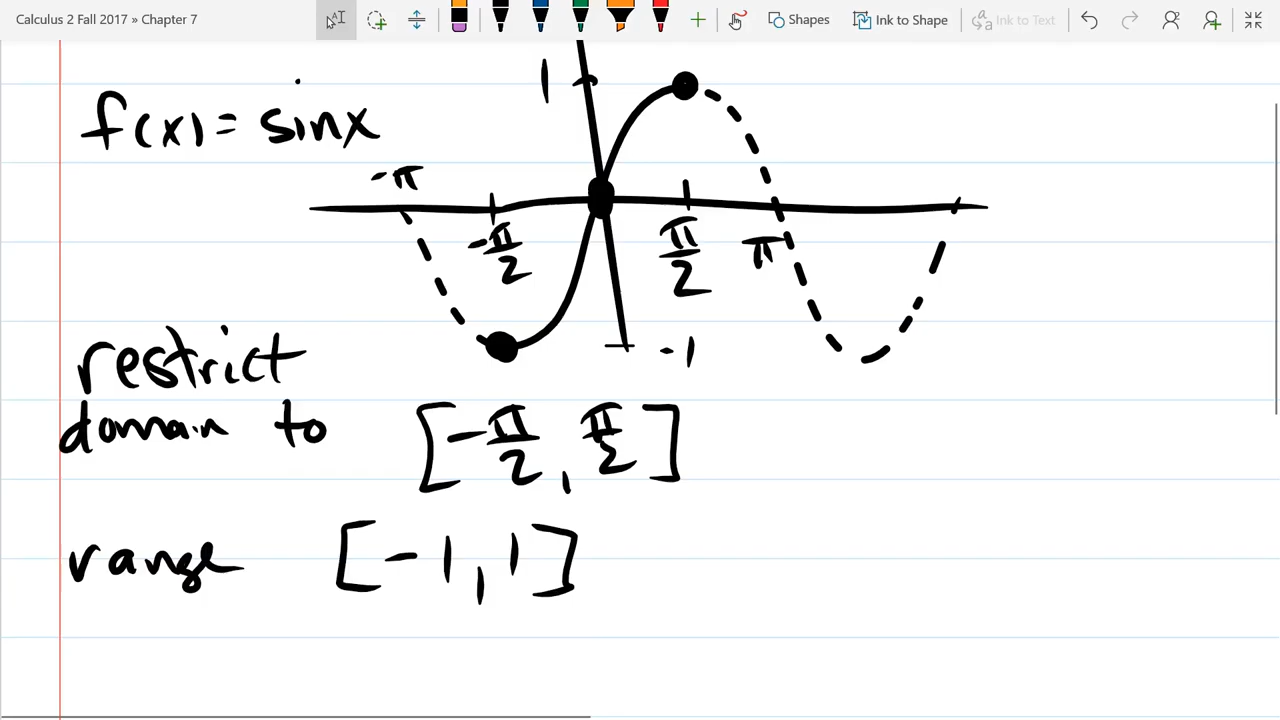 Calculus 2 Fall 2017 » Chapter 7
Shapes Ink to Shape Ink to Text
1
f(x) = sinx
-π
-π/2 π/2 π
-1
restrict
domain to [-π/2, π/2]
range [-1, 1]